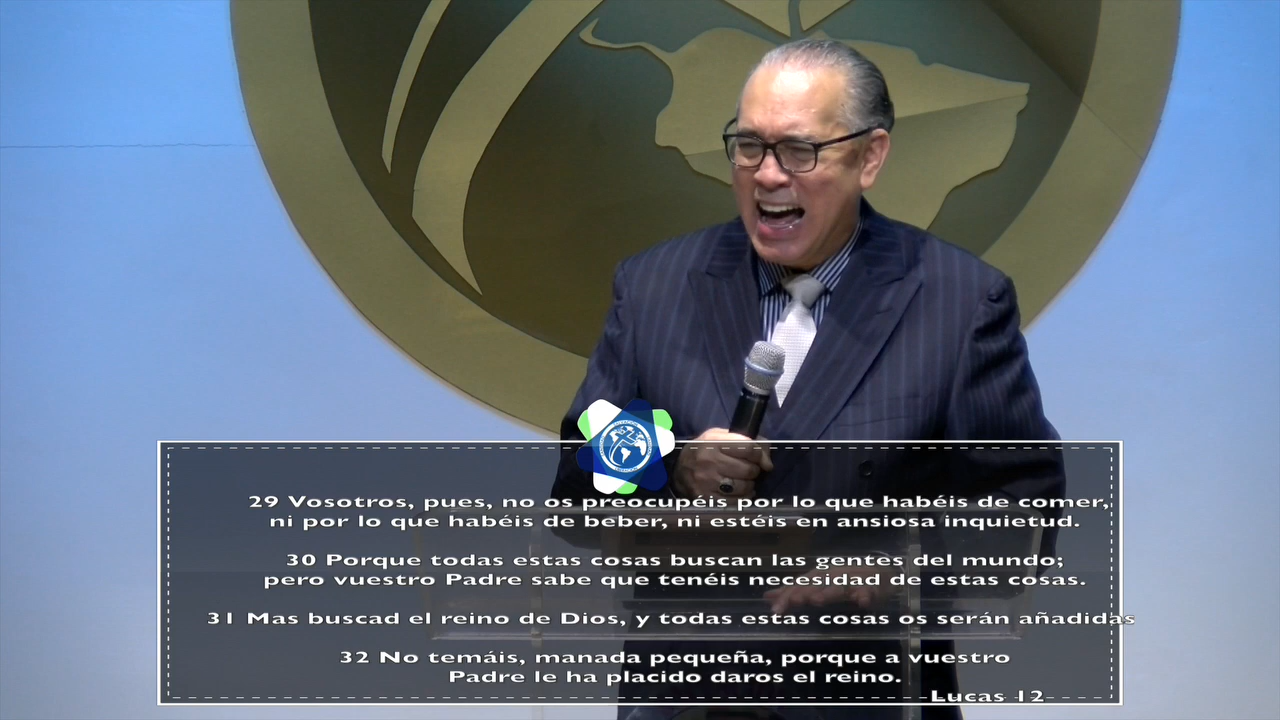 29 Vosotros, pues, no os preocupéis por lo que habéis de comer,
ni por lo que habéis de beber, ni estéis en ansiosa inquietud.
30 Porque todas estas cosas buscan las gentes del mundo;
pero vuestro Padre sabe que tenéis necesidad de estas cosas.
31 Mas buscad el reino de Dios, y todas estas cosas os serán añadidas
32 No temáis, manada pequeña, porque a vuestro
Padre le ha placido daros el reino.
Lucas 12